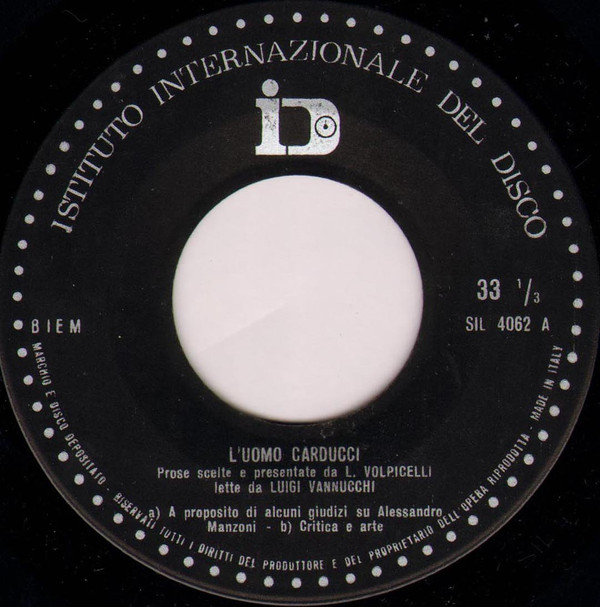 ISTITUTO INTERNAZIONALE DEL DISCO
iD
33 1/3
BIEM
SIL 4062 A
L'UOMO CARDUCCI
Prose scelte e presentate da L. VOLPICELLI
lette da LUIGI VANNUCCHI
a) A proposito di alcuni giudizi su Alessandro
Manzoni - b) Critica e arte
MARCHIO E DISCO DEPOSITATO - RISERVATI TUTTI I DIRITTI DEL PRODUTTORE E DEL PROPRIETARIO DELL'OPERA RIPRODOTTA - MADE IN ITALY